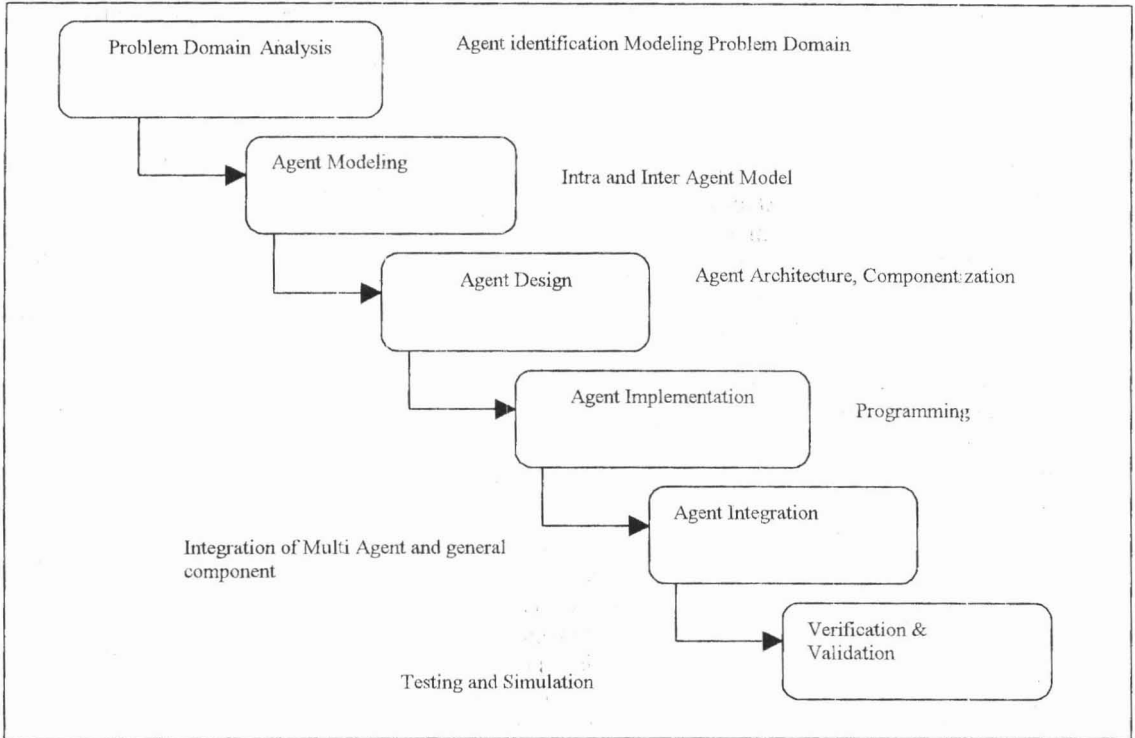 Problem Domain Analysis
Agent identification Modeling Problem Domain
Agent Modeling
Intra and Inter Agent Model
Agent Design
Agent Architecture, Componentization
Agent Implementation
Programming
Agent Integration
Integration of Multi Agent and general
component
Verification &
Validation
Testing and Simulation